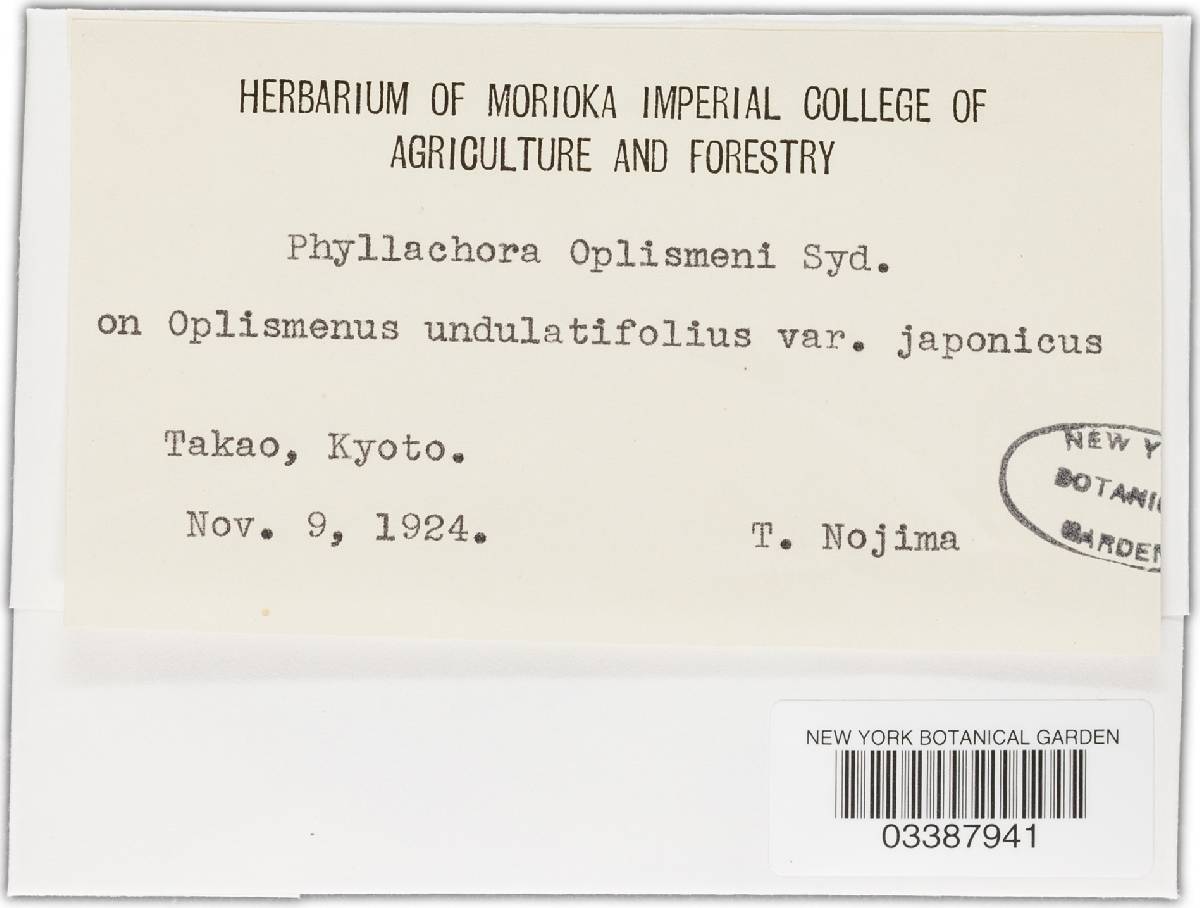 HERBARIUM OF MORIOKA IMPERIAL COLLEGE OF
AGRICULTURE AND FORESTRY
Phyllachora Oplismeni Syd.
on Oplismenus undulatifolius var. japonicus
Takao, Kyoto.
Nov. 9, 1924.
T. Nojima
NEW Y
BOTANI
GARDEN
NEW YORK BOTANICAL GARDEN
03387941